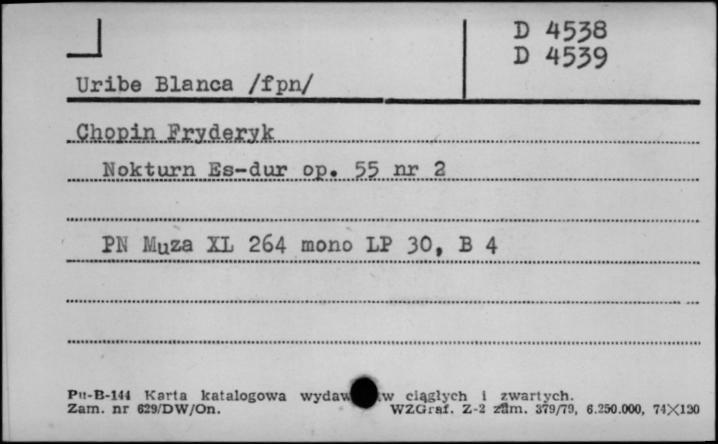 D 4538
D 4539
Uribe Blanca /fpn/
Chopin Fryderyk
Nokturn Es-dur op. 55 nr 2
PN Muza XL 264 mono LP 30, B 4
Pu-B-144 Karta katalogowa ciągłych i zwartych.
Zam. nr 629/DW/On. WZGraf. Z-2 zam. 379/79, 6.250.000, 74X130